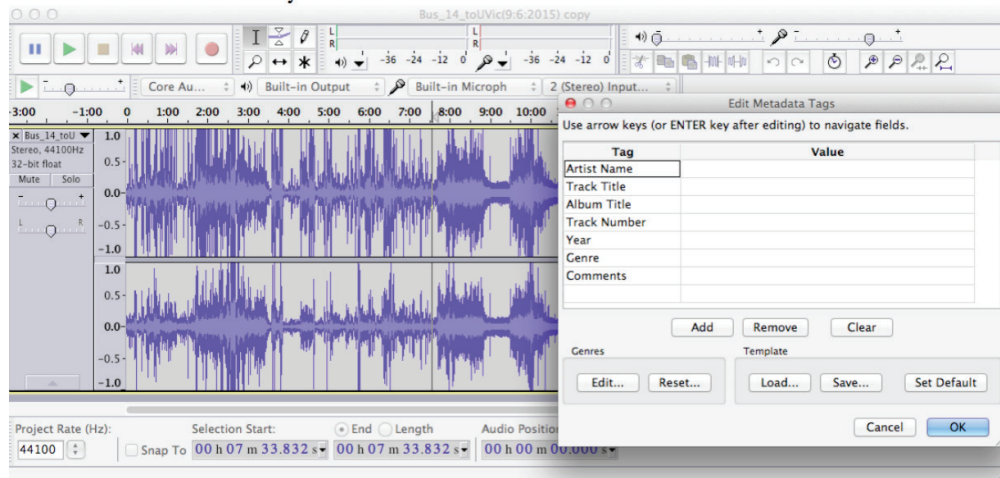 Bus_14_toUVic(9:6:2015) copy
L
R
L
R
-36 -24 -12 0
-36 -24 -12 0
Core Au...
Built-in Output
Built-in Microph
2 (Stereo) Input...
-3:00 -1:00 0 1:00 2:00 3:00 4:00 5:00 6:00 7:00 8:00 9:00 10:00
Bus_14_toU
Stereo, 44100Hz
32-bit float
Mute Solo
- +
L R
1.0
0.5-
0.0-
-0.5-
-1.0
1.0
0.5-
0.0-
-0.5-
-1.0
Edit Metadata Tags
Use arrow keys (or ENTER key after editing) to navigate fields.
Tag Value
Artist Name
Track Title
Album Title
Track Number
Year
Genre
Comments
Add Remove Clear
Genres
Edit... Reset...
Template
Load... Save... Set Default
Cancel OK
Project Rate (Hz): Selection Start: End Length Audio Position
44100 Snap To 00 h 07 m 33.832 s 00 h 07 m 33.832 s 00 h 00 m 00.000 s